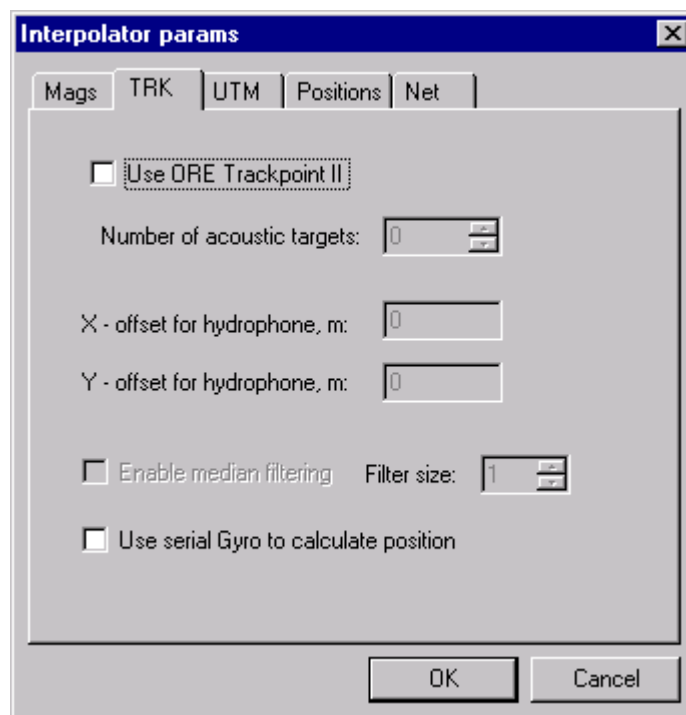 Interpolator params
Mags TRK UTM Positions Net
Use ORE Trackpoint II
Number of acoustic targets: 0
X - offset for hydrophone, m: 0
Y - offset for hydrophone, m: 0
Enable median filtering Filter size: 1
Use serial Gyro to calculate position
OK Cancel